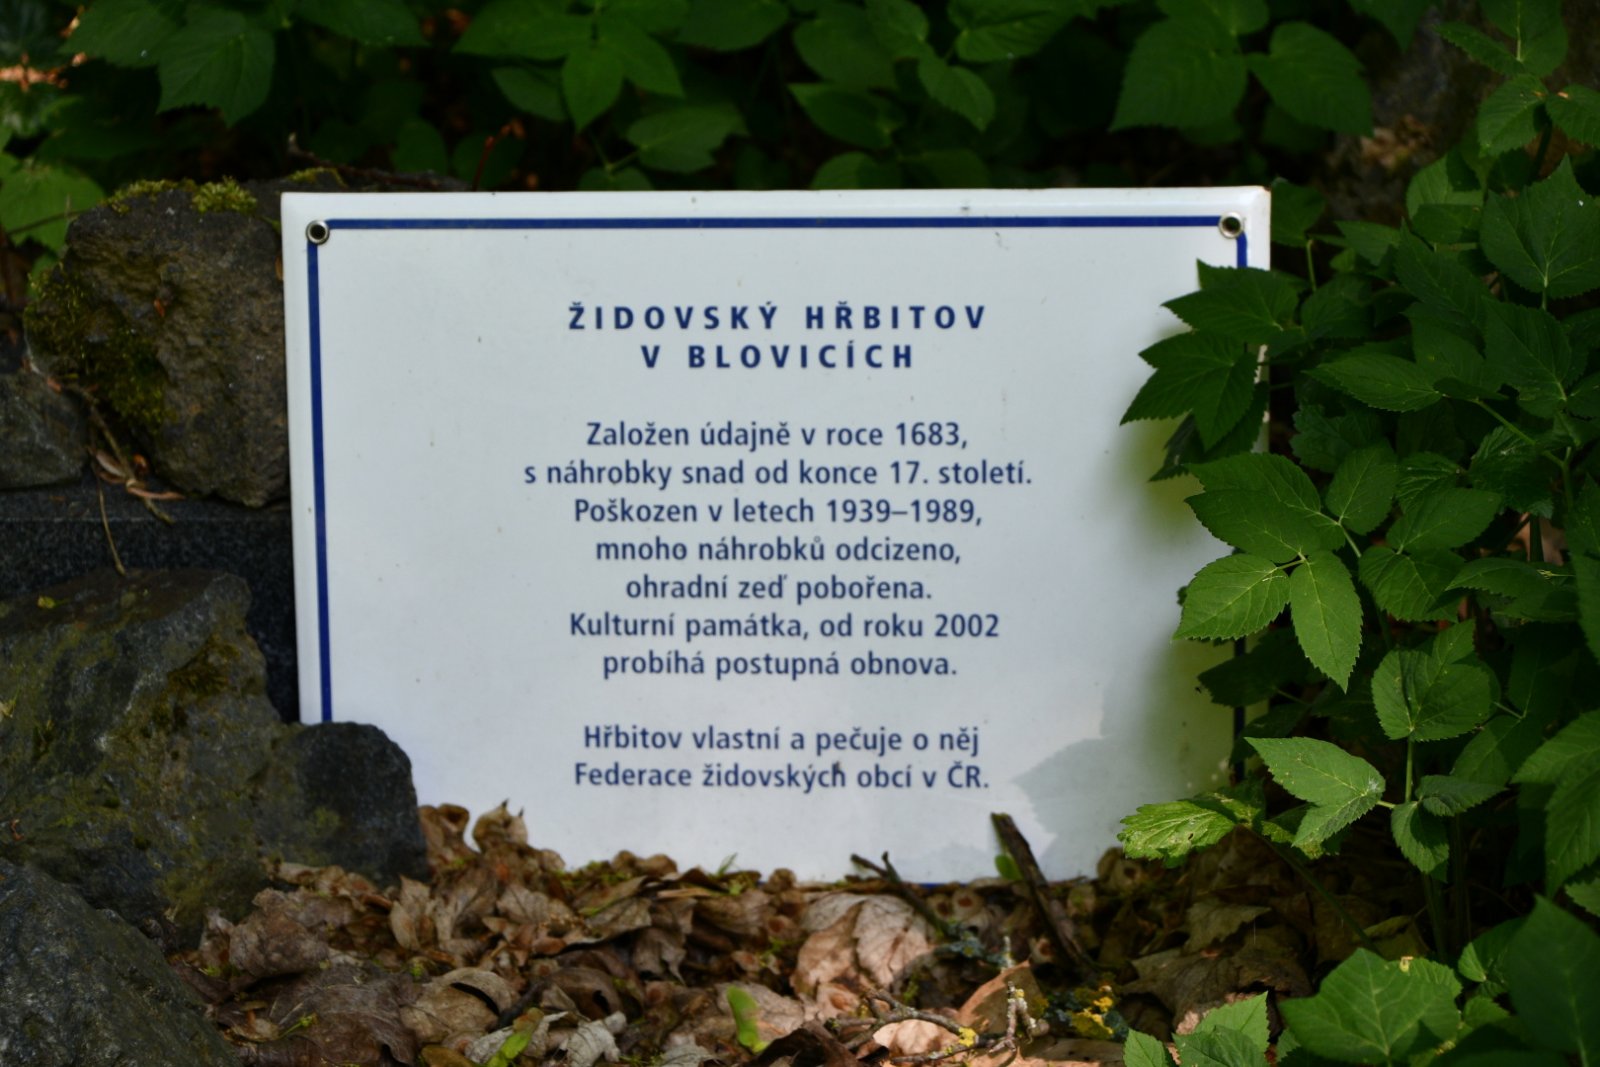 ŽIDOVSKÝ HŘBITOV
V BLOVICÍCH
Založen údajně v roce 1683,
s náhrobky snad od konce 17. století.
Poškozen v letech 1939–1989,
mnoho náhrobků odcizeno,
ohradní zeď pobořena.
Kulturní památka, od roku 2002
probíhá postupná obnova.
Hřbitov vlastní a pečuje o něj
Federace židovských obcí v ČR.